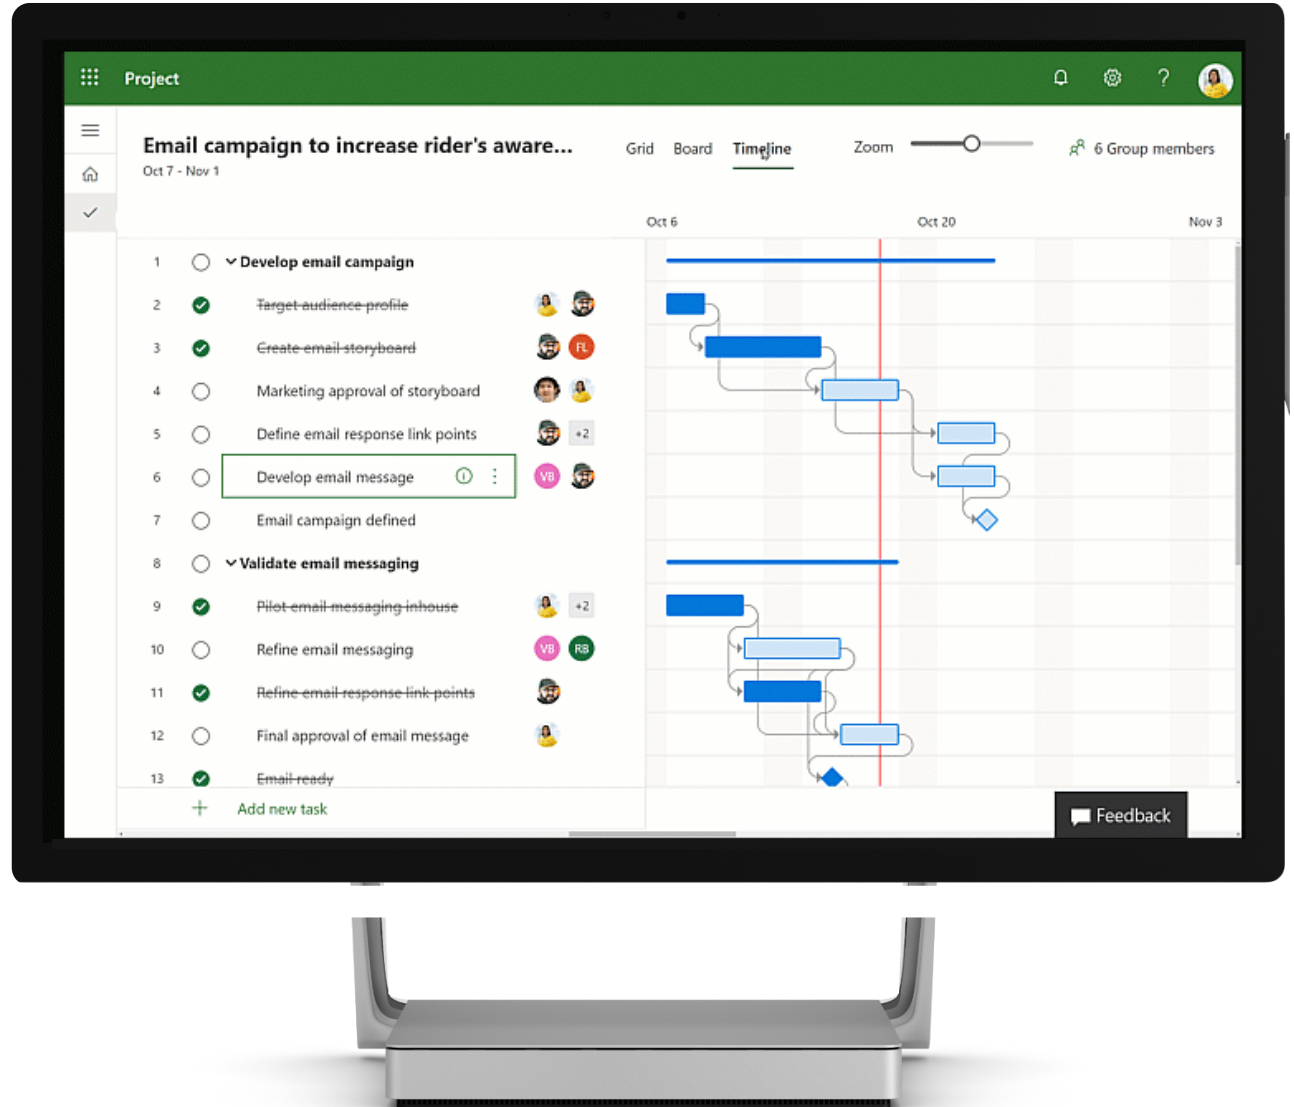 Project
Email campaign to increase rider's aware...
Oct 7 - Nov 1
Grid Board Timeline
Zoom
6 Group members
Oct 6 Oct 20 Nov 3
1 Develop email campaign
2 Target audience profile
3 Create email storyboard FL
4 Marketing approval of storyboard
5 Define email response link points +2
6 Develop email message VB
7 Email campaign defined
8 Validate email messaging
9 Pilot email messaging inhouse +2
10 Refine email messaging VB RB
11 Refine email response link points
12 Final approval of email message
13 Email ready
Add new task
Feedback